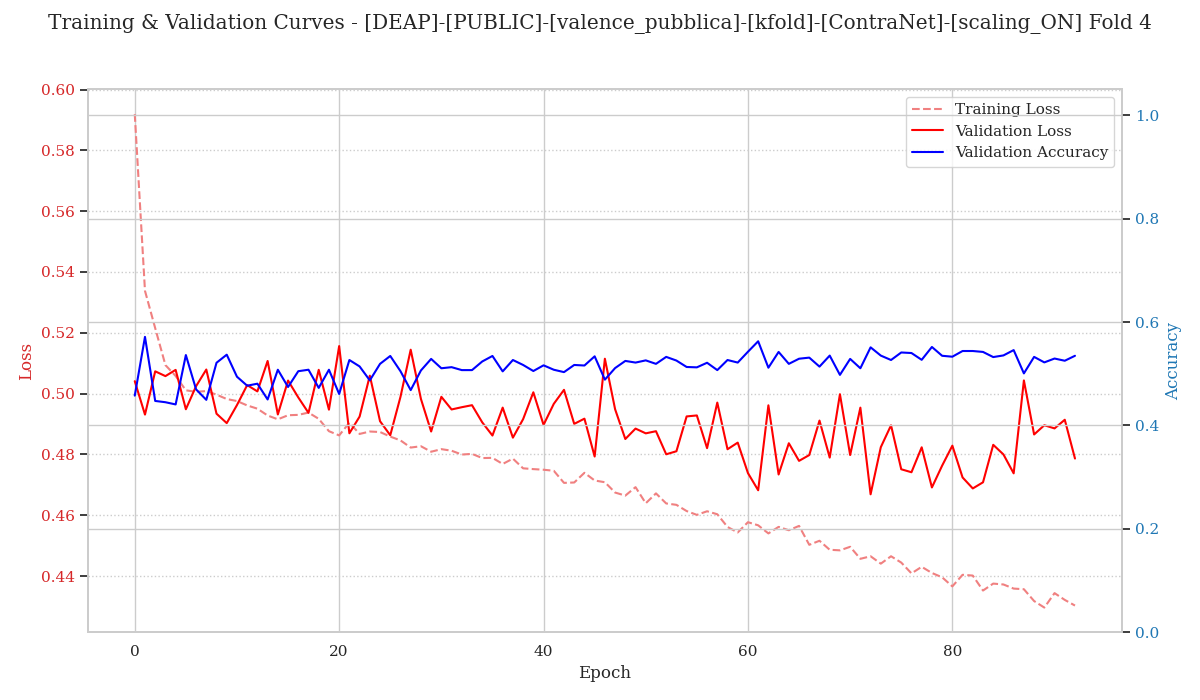 Training & Validation Curves - [DEAP]-[PUBLIC]-[valence_pubblica]-[kfold]-[ContraNet]-[scaling_ON] Fold 4
Training Loss
Validation Loss
Validation Accuracy
Loss
0.60
0.58
0.56
0.54
0.52
0.50
0.48
0.46
0.44
1.0
0.8
0.6
0.4
0.2
0.0
Accuracy
0
20
40
60
80
Epoch